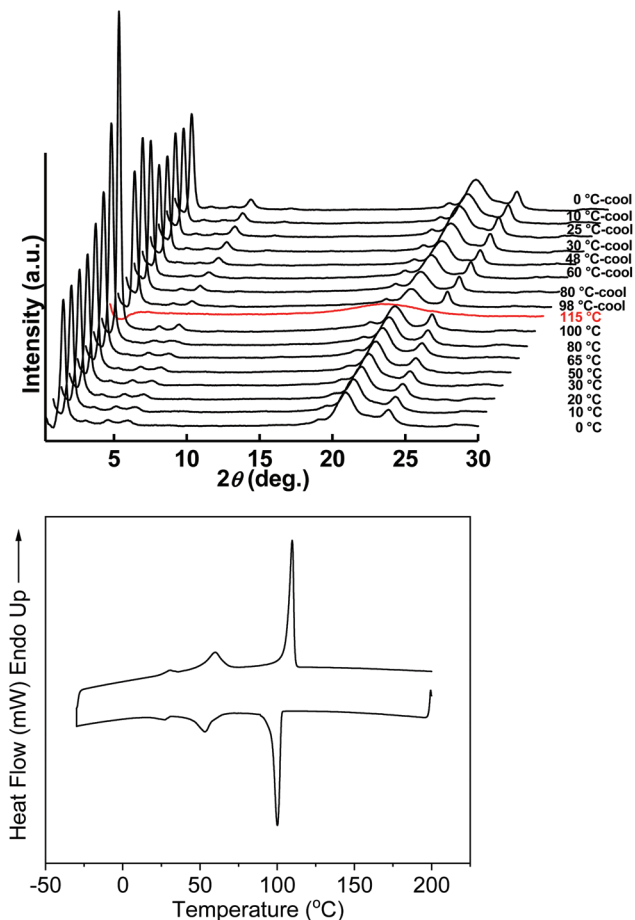 Intensity (a.u.)
0 °C-cool
10 °C-cool
25 °C-cool
30 °C-cool
48 °C-cool
60 °C-cool
80 °C-cool
98 °C-cool
115 °C
100 °C
80 °C
65 °C
50 °C
30 °C
20 °C
10 °C
0 °C
5 10 15 20 25 30
2θ (deg.)
Heat Flow (mW) Endo Up
-50 0 50 100 150 200
Temperature (°C)